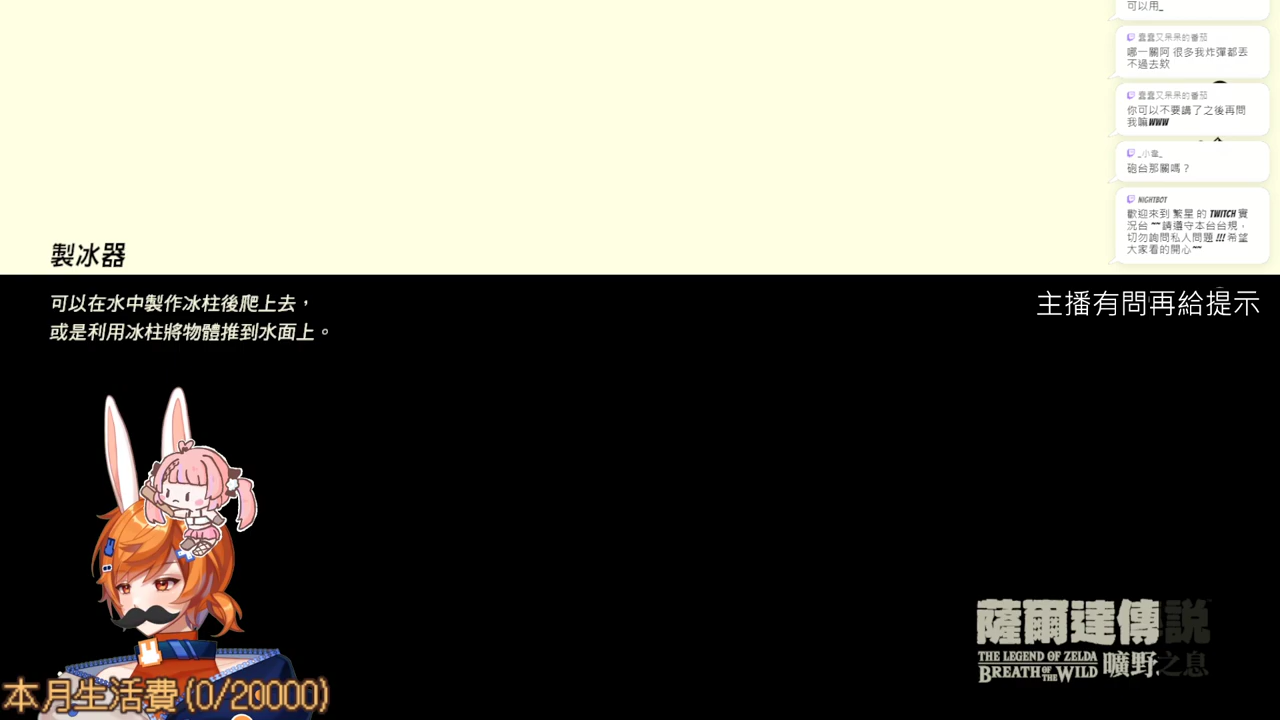 可以用_
蠢蠢又呆呆的番茄
哪一關阿 很多我炸彈都丟
不過去欸
蠢蠢又呆呆的番茄
你可以不要講了之後再問
我嘛WWW
砲台那關嗎？
NIGHTBOT
歡迎來到 繁星 的 TWITCH 實
況台 ~~ 請遵守本台台規，
切勿詢問私人問題 !!! 希望
大家看的開心~~
製冰器
可以在水中製作冰柱後爬上去，
或是利用冰柱將物體推到水面上。
主播有問再給提示
薩爾達傳說
THE LEGEND OF ZELDA
BREATH OF THE WILD 曠野之息
本月生活費(0/20000)